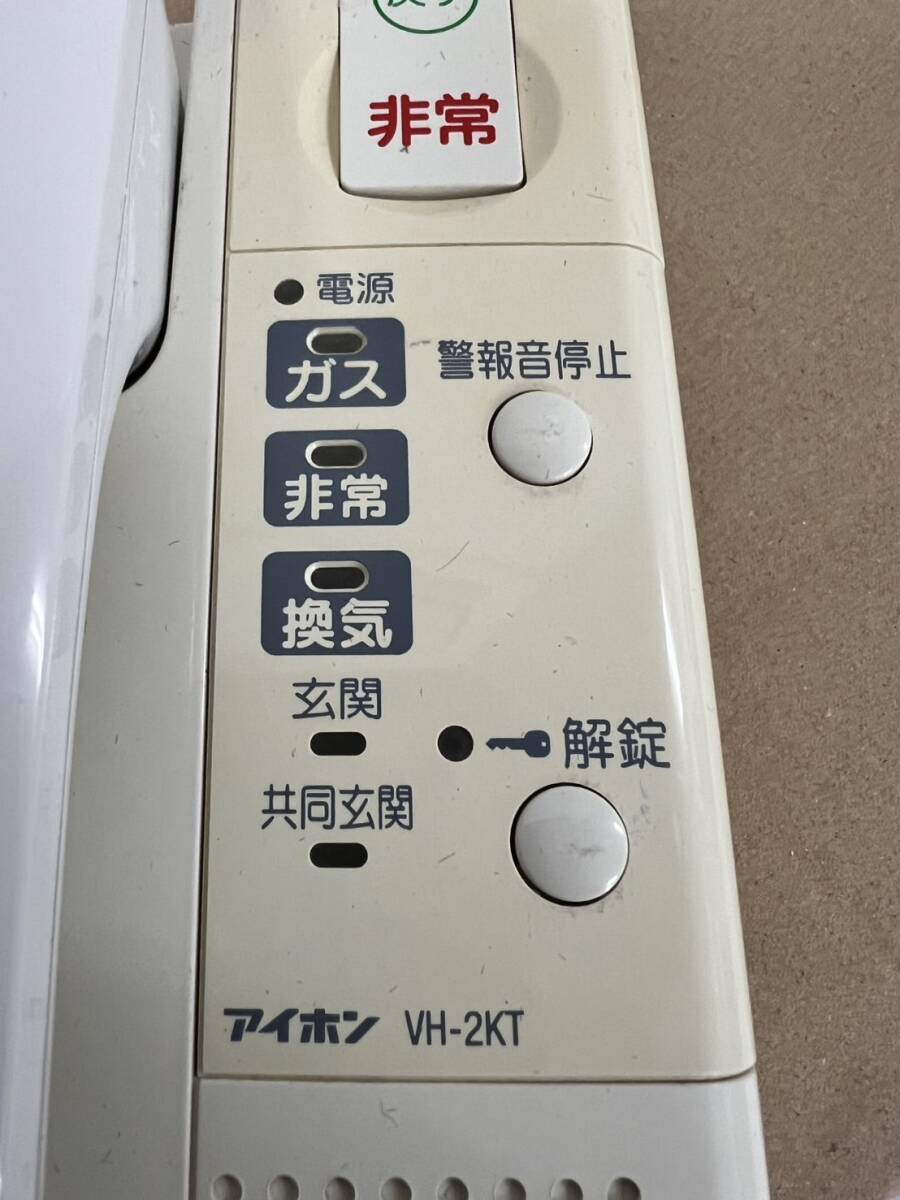 非常
電源
ガス
警報音停止
非常
換気
玄関
解錠
共同玄関
アイホン VH-2KT